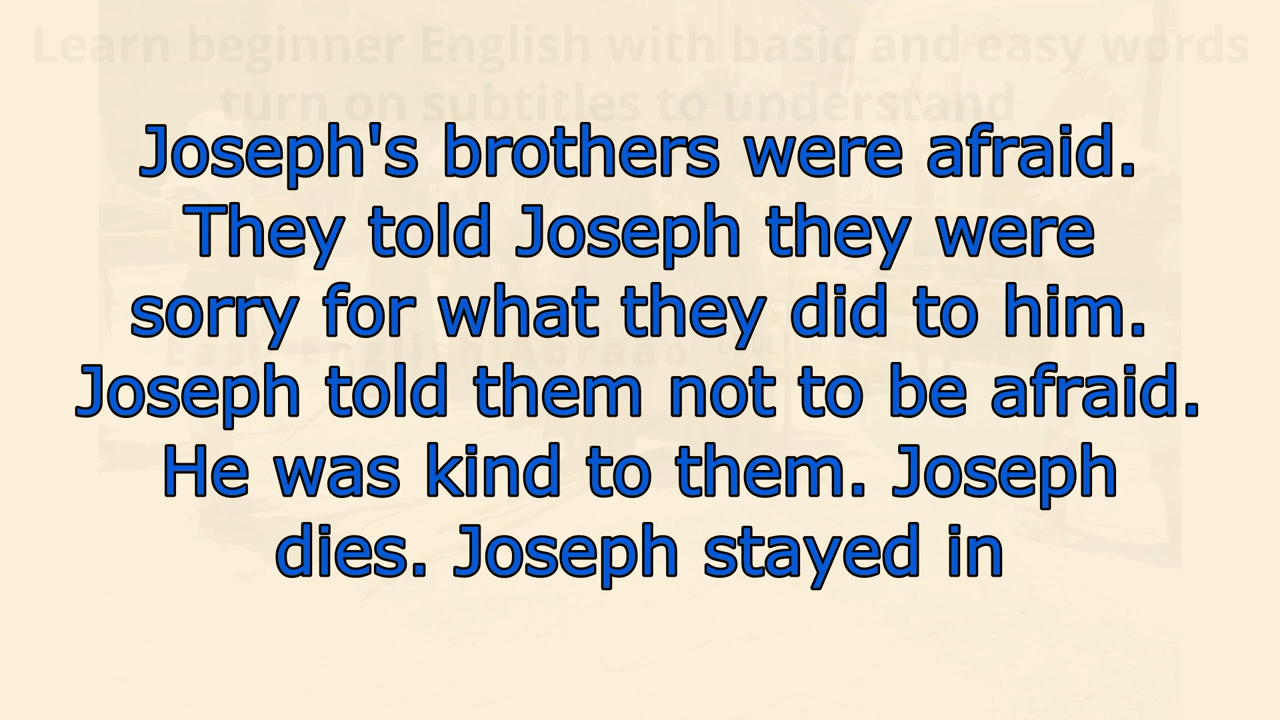 Learn beginner English with basic and easy words
turn on subtitles to understand
Joseph's brothers were afraid.
They told Joseph they were
sorry for what they did to him.
Joseph told them not to be afraid.
He was kind to them. Joseph
dies. Joseph stayed in